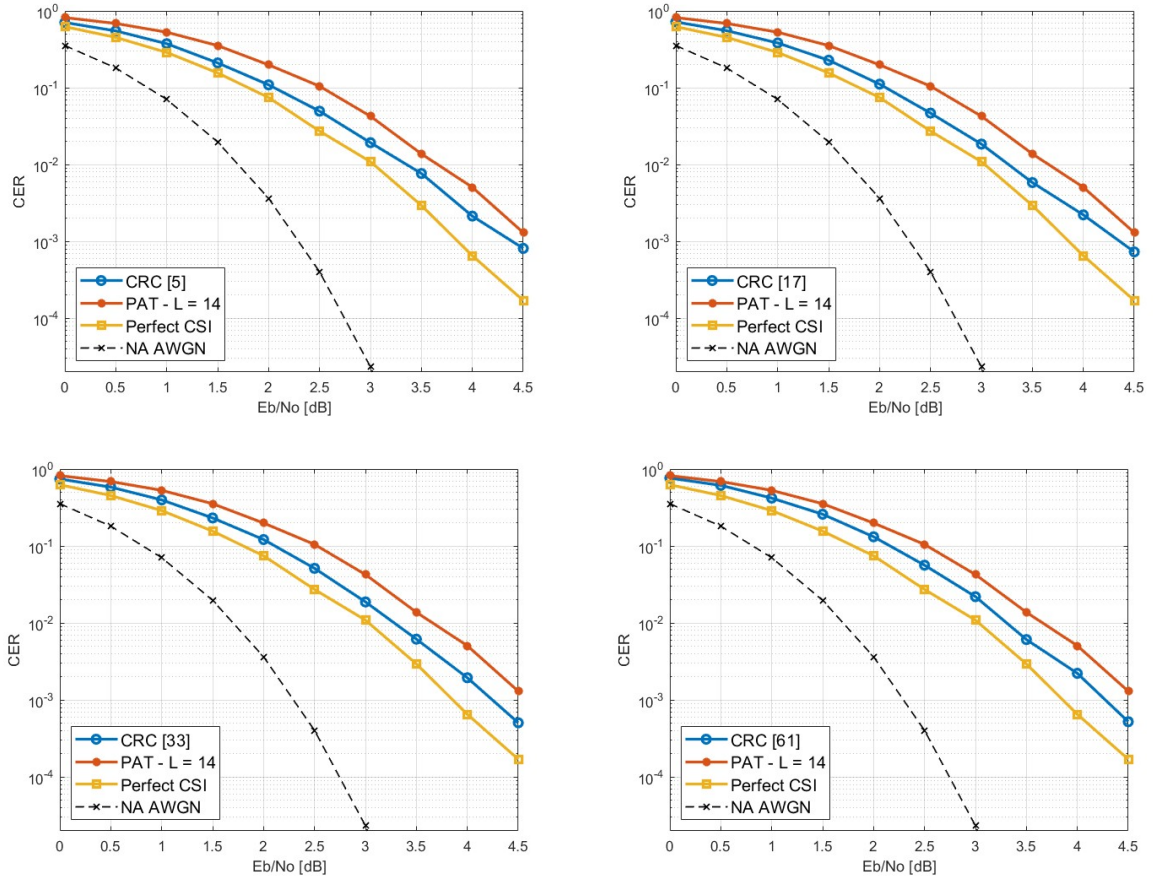 10^0
10^-1
10^-2
10^-3
10^-4
CER
CRC [5]
PAT - L = 14
Perfect CSI
NA AWGN
0 0.5 1 1.5 2 2.5 3 3.5 4 4.5
Eb/No [dB]
10^0
10^-1
10^-2
10^-3
10^-4
CER
CRC [17]
PAT - L = 14
Perfect CSI
NA AWGN
0 0.5 1 1.5 2 2.5 3 3.5 4 4.5
Eb/No [dB]
10^0
10^-1
10^-2
10^-3
10^-4
CER
CRC [33]
PAT - L = 14
Perfect CSI
NA AWGN
0 0.5 1 1.5 2 2.5 3 3.5 4 4.5
Eb/No [dB]
10^0
10^-1
10^-2
10^-3
10^-4
CER
CRC [61]
PAT - L = 14
Perfect CSI
NA AWGN
0 0.5 1 1.5 2 2.5 3 3.5 4 4.5
Eb/No [dB]